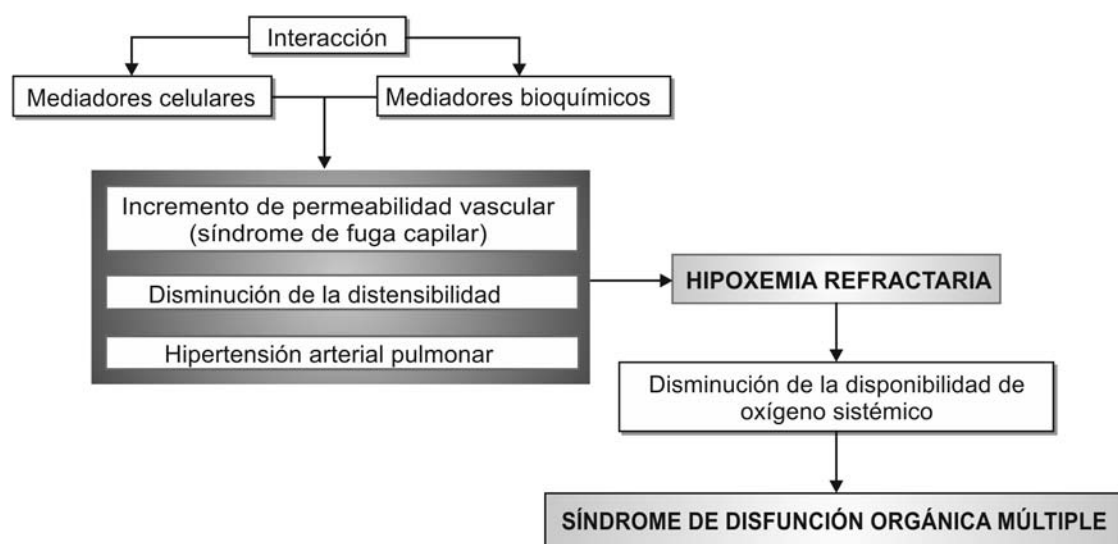 Interacción
Mediadores celulares
Mediadores bioquímicos
Incremento de permeabilidad vascular
(síndrome de fuga capilar)
Disminución de la distensibilidad
Hipertensión arterial pulmonar
HIPOXEMIA REFRACTARIA
Disminución de la disponibilidad de
oxígeno sistémico
SÍNDROME DE DISFUNCIÓN ORGÁNICA MÚLTIPLE